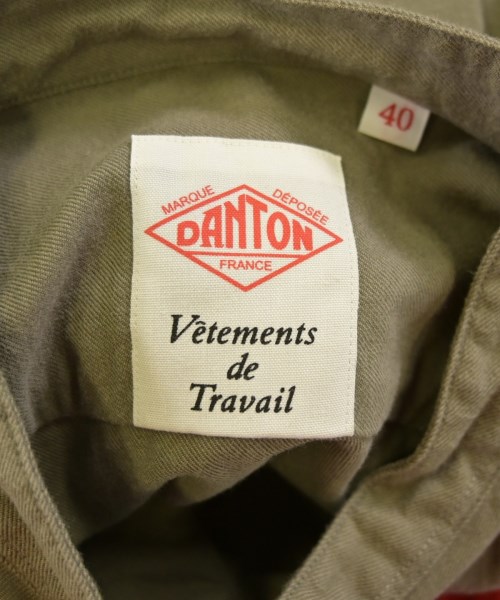 40
MARQUE DÉPOSÉE
DANTON
FRANCE
Vêtements
de
Travail